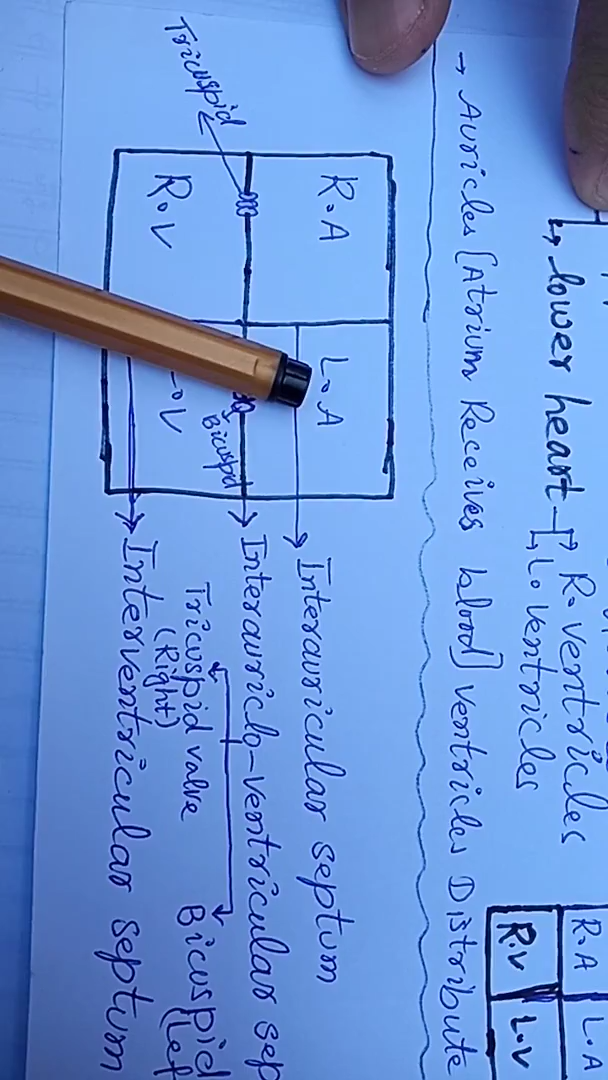 ↳ lower heart → R. ventricles
↳ L. ventricles
→ Auricles [Atrium Receives blood] ventricles Distribute
R.A L.A
R.V L.V
R.A L.A
R.V L.V
Tricuspid
Bicuspid
→ Interauricular septum
→ Interauriclo-ventricular sep
Tricuspid valve
(Right)
Bicuspid
(Lef
→ Interventricular septum